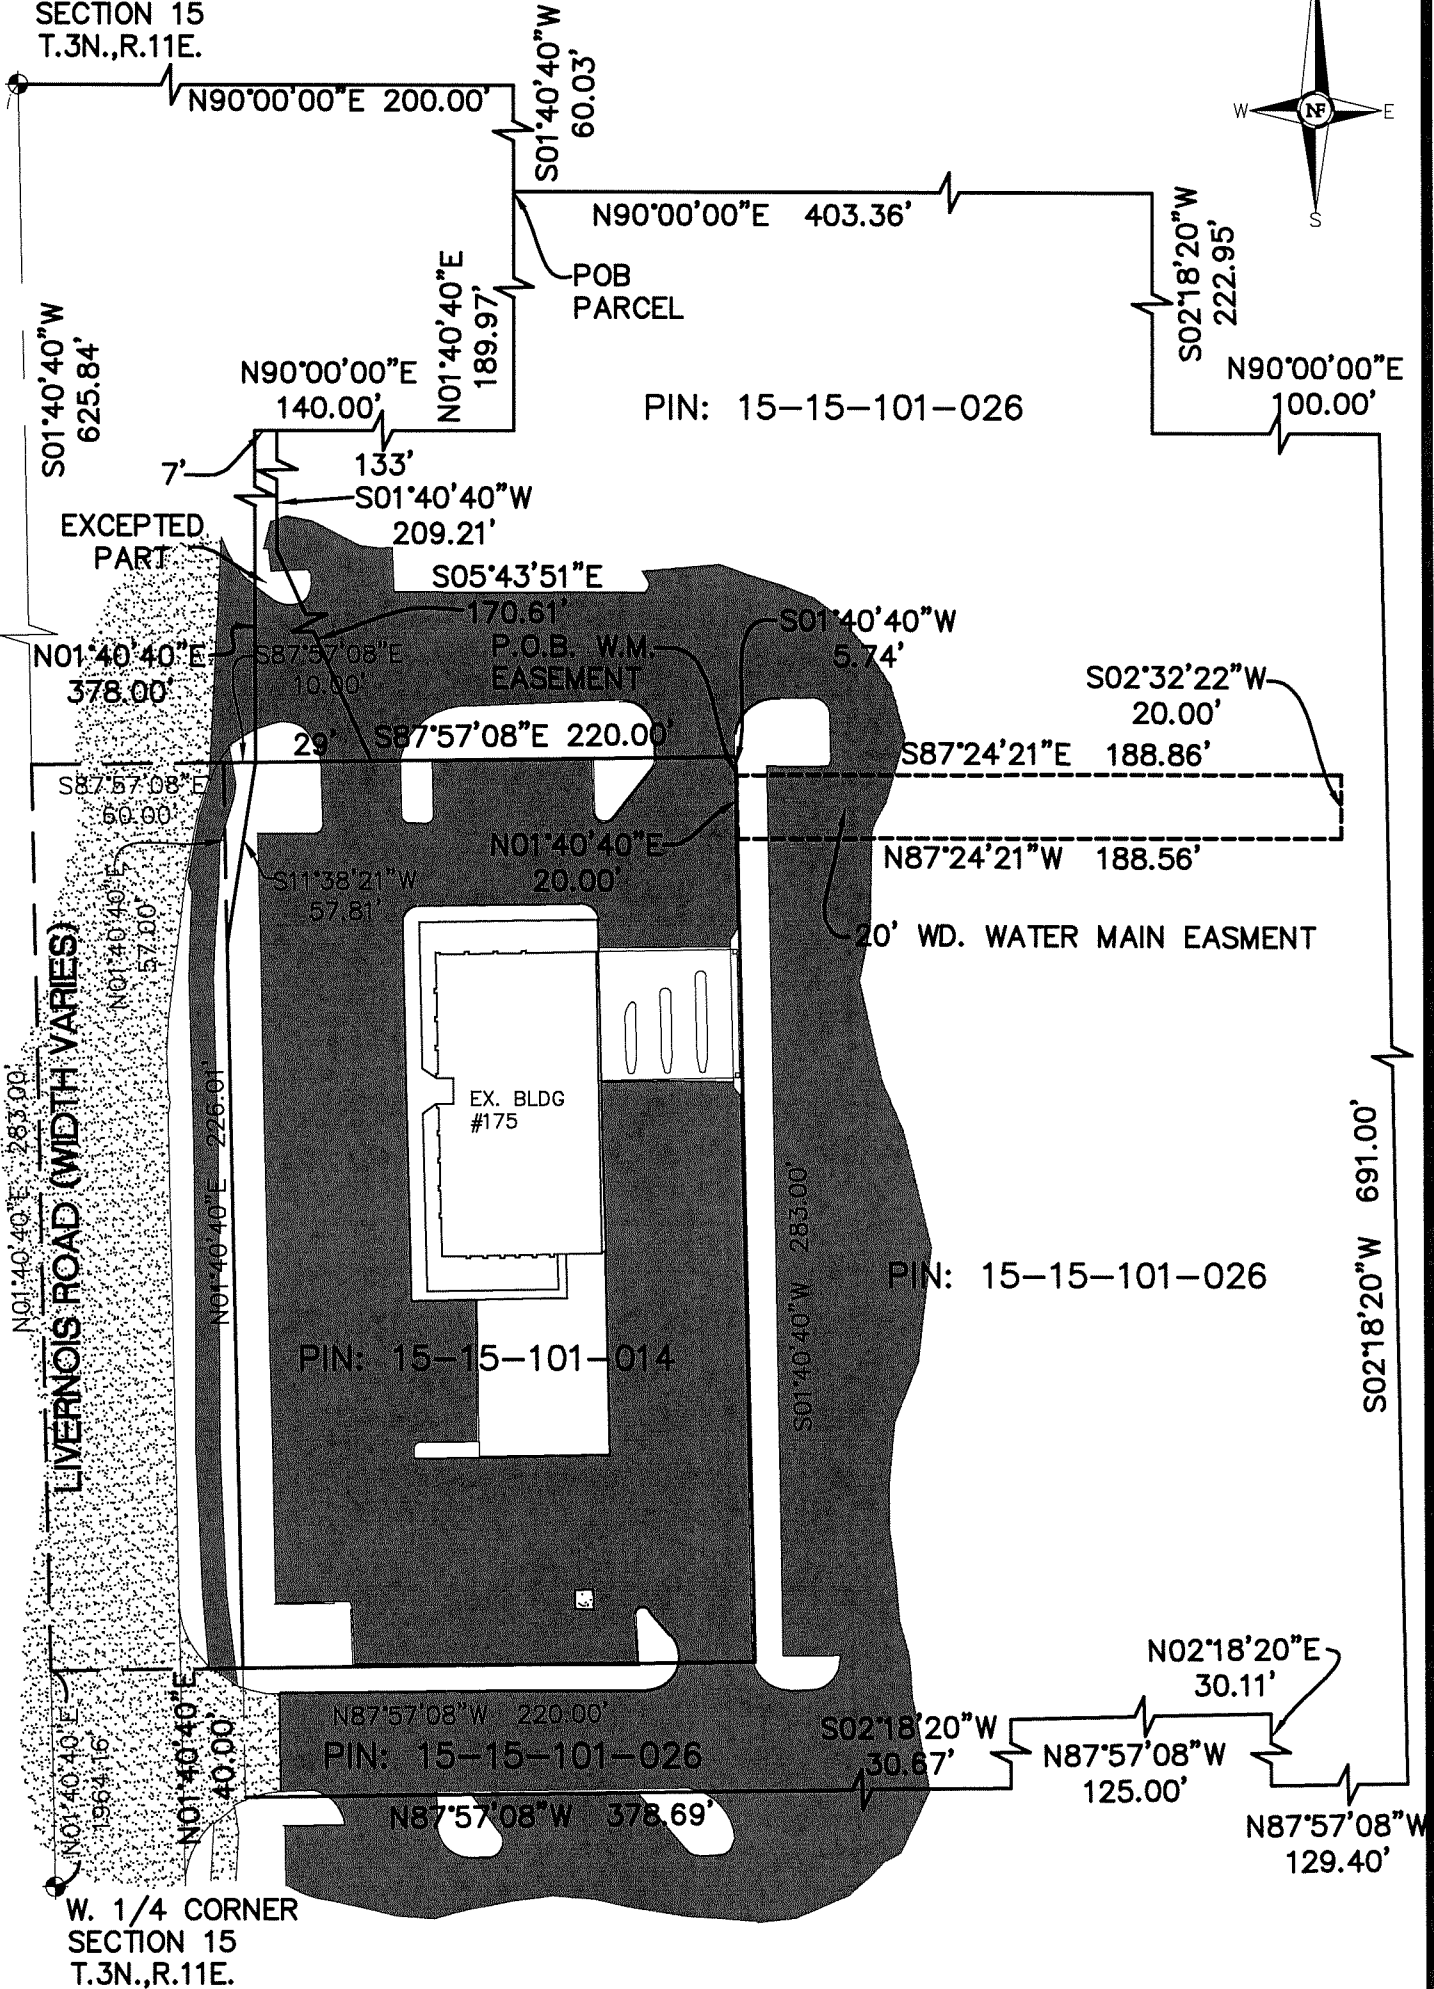 SECTION 15
T.3N.,R.11E.
N90°00'00"E 200.00'
S01°40'40"W
60.03'
W
NF
E
S
N90°00'00"E 403.36'
POB
PARCEL
S02°18'20"W
222.95'
N01°40'40"E
189.97'
S01°40'40"W
625.84'
N90°00'00"E
140.00'
N90°00'00"E
100.00'
PIN: 15-15-101-026
7'
133'
S01°40'40"W
209.21'
EXCEPTED
PART
S05°43'51"E
170.61'
S01°40'40"W
5.74'
P.O.B. W.M.
EASEMENT
N01°40'40"E
378.00'
S87°57'08"E
10.00'
S02°32'22"W
20.00'
29'
S87°57'08"E 220.00'
S87°24'21"E 188.86'
S87°57'08"E
60.00'
N01°40'40"E
20.00'
N87°24'21"W 188.56'
S11°38'21"W
57.81'
N01°40'40"E
57.00'
20' WD. WATER MAIN EASMENT
LIVERNOIS ROAD (WIDTH VARIES)
N01°40'40"E 283.00'
N01°40'40"E 226.01'
EX. BLDG
#175
S01°40'40"W 283.00'
PIN: 15-15-101-026
S02°18'20"W 691.00'
PIN: 15-15-101-014
N02°18'20"E
30.11'
N01°40'40"E
1964.16'
N01°40'40"E
40.00'
N87°57'08"W 220.00'
PIN: 15-15-101-026
S02°18'20"W
30.67'
N87°57'08"W
125.00'
N87°57'08"W 378.69'
N87°57'08"W
129.40'
W. 1/4 CORNER
SECTION 15
T.3N.,R.11E.